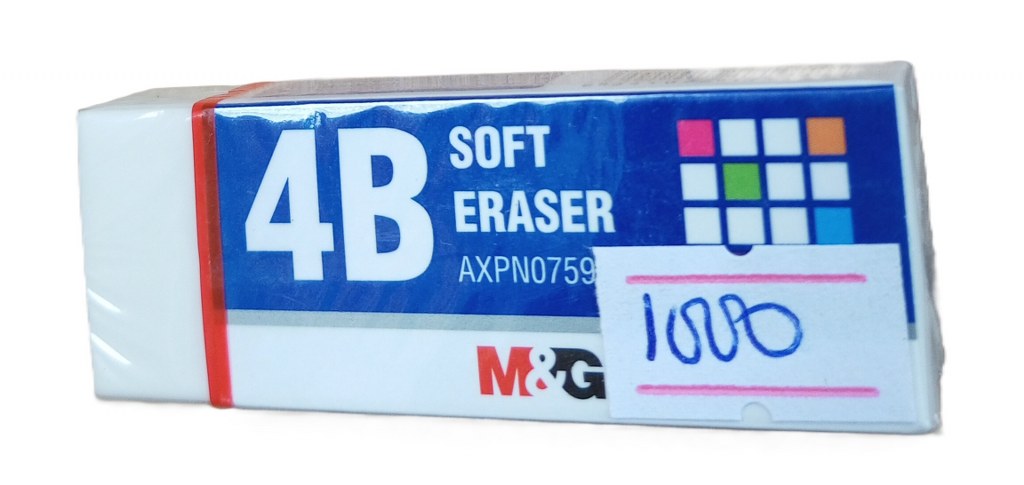 4B
SOFT
ERASER
AXPN0759
M&G
1000